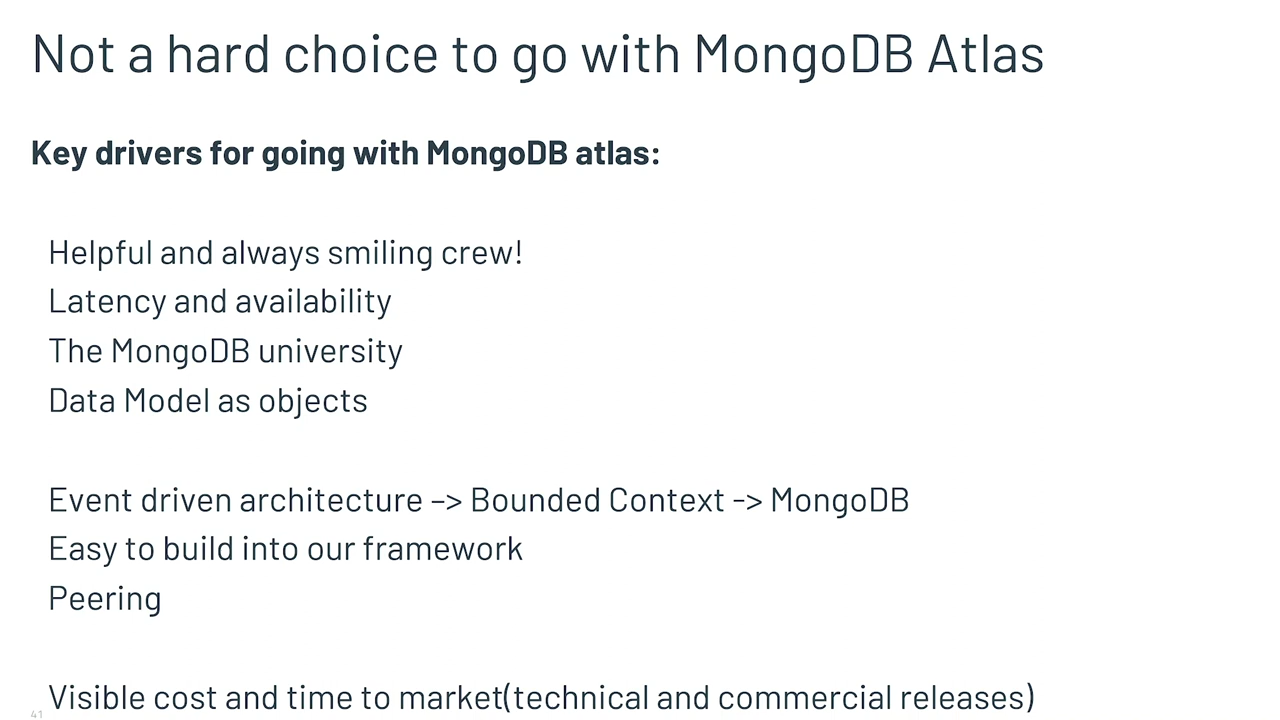 Not a hard choice to go with MongoDB Atlas
Key drivers for going with MongoDB atlas:
Helpful and always smiling crew!
Latency and availability
The MongoDB university
Data Model as objects
Event driven architecture –> Bounded Context -> MongoDB
Easy to build into our framework
Peering
Visible cost and time to market(technical and commercial releases)
41